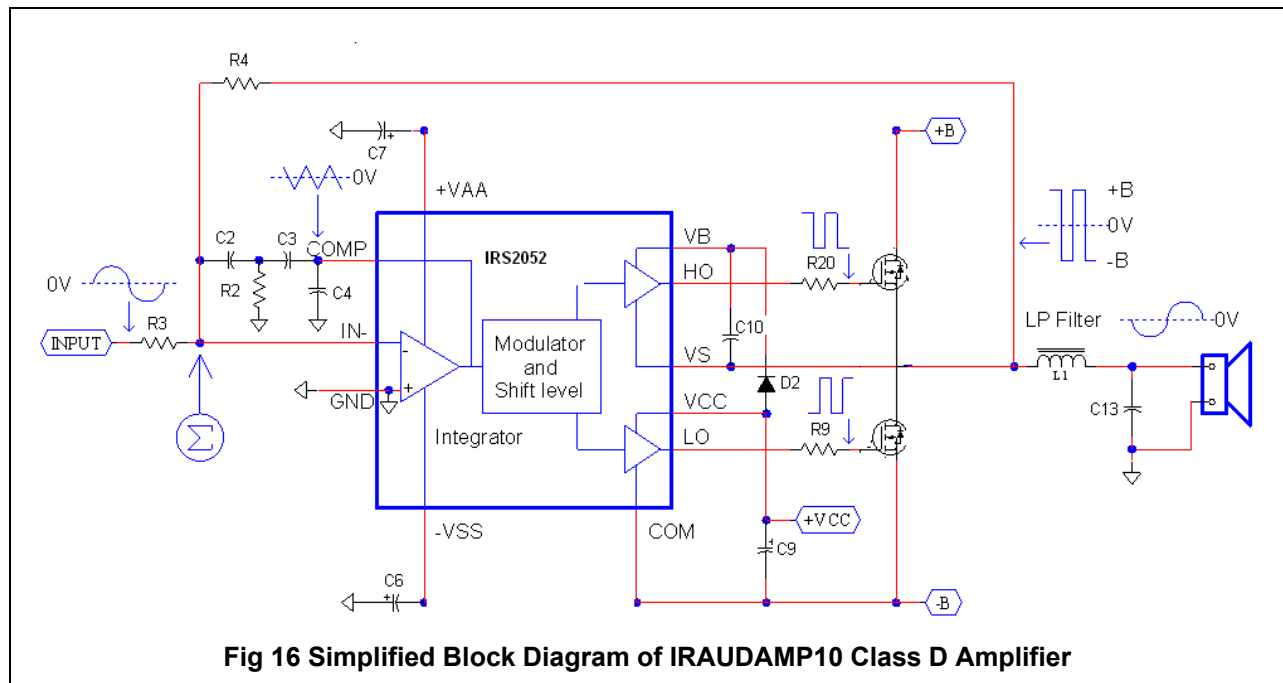 R4
+B
C7
0V
+B
0V
-B
+VAA
C2
C3
COMP
IRS2052
VB
HO
R20
R2
C4
0V
R3
INPUT
IN-
-
+
GND
Integrator
Modulator
and
Shift level
C10
VS
D2
VCC
LO
R9
LP Filter
0V
L1
C13
Σ
-VSS
COM
+VCC
C9
C6
-B
Fig 16 Simplified Block Diagram of IRAUDAMP10 Class D Amplifier